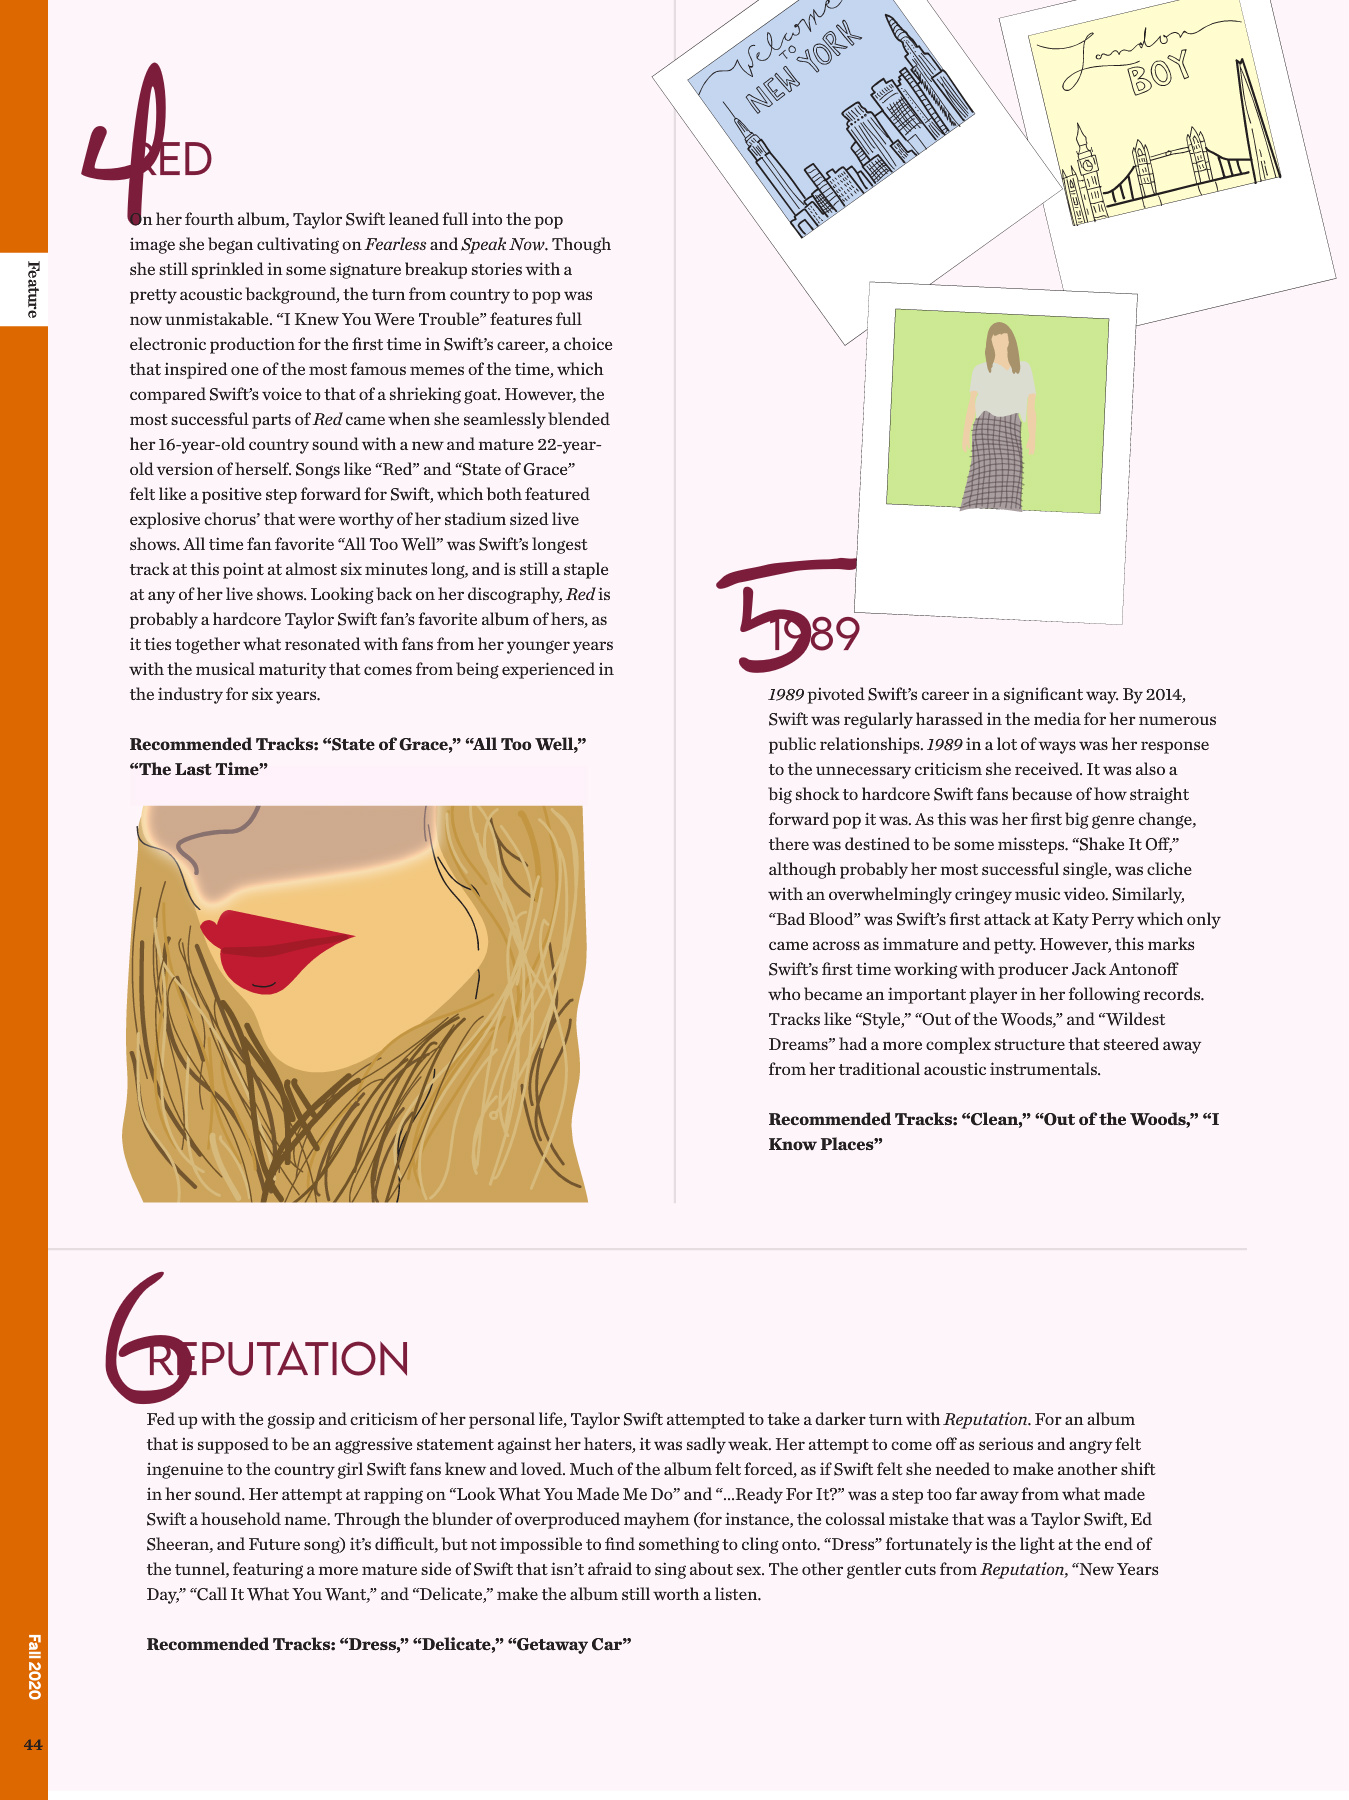 4
RED
On her fourth album, Taylor Swift leaned full into the pop
image she began cultivating on Fearless and Speak Now. Though
she still sprinkled in some signature breakup stories with a
pretty acoustic background, the turn from country to pop was
now unmistakable. “I Knew You Were Trouble” features full
electronic production for the first time in Swift’s career, a choice
that inspired one of the most famous memes of the time, which
compared Swift’s voice to that of a shrieking goat. However, the
most successful parts of Red came when she seamlessly blended
her 16-year-old country sound with a new and mature 22-year-
old version of herself. Songs like “Red” and “State of Grace”
felt like a positive step forward for Swift, which both featured
explosive chorus’ that were worthy of her stadium sized live
shows. All time fan favorite “All Too Well” was Swift’s longest
track at this point at almost six minutes long, and is still a staple
at any of her live shows. Looking back on her discography, Red is
probably a hardcore Taylor Swift fan’s favorite album of hers, as
it ties together what resonated with fans from her younger years
with the musical maturity that comes from being experienced in
the industry for six years.
Recommended Tracks: “State of Grace,” “All Too Well,”
“The Last Time”
Welcome
TO
NEW YORK
London
BOY
5
1989
1989 pivoted Swift’s career in a significant way. By 2014,
Swift was regularly harassed in the media for her numerous
public relationships. 1989 in a lot of ways was her response
to the unnecessary criticism she received. It was also a
big shock to hardcore Swift fans because of how straight
forward pop it was. As this was her first big genre change,
there was destined to be some missteps. “Shake It Off,”
although probably her most successful single, was cliche
with an overwhelmingly cringey music video. Similarly,
“Bad Blood” was Swift’s first attack at Katy Perry which only
came across as immature and petty. However, this marks
Swift’s first time working with producer Jack Antonoff
who became an important player in her following records.
Tracks like “Style,” “Out of the Woods,” and “Wildest
Dreams” had a more complex structure that steered away
from her traditional acoustic instrumentals.
Recommended Tracks: “Clean,” “Out of the Woods,” “I
Know Places”
6
REPUTATION
Fed up with the gossip and criticism of her personal life, Taylor Swift attempted to take a darker turn with Reputation. For an album
that is supposed to be an aggressive statement against her haters, it was sadly weak. Her attempt to come off as serious and angry felt
ingenuine to the country girl Swift fans knew and loved. Much of the album felt forced, as if Swift felt she needed to make another shift
in her sound. Her attempt at rapping on “Look What You Made Me Do” and “...Ready For It?” was a step too far away from what made
Swift a household name. Through the blunder of overproduced mayhem (for instance, the colossal mistake that was a Taylor Swift, Ed
Sheeran, and Future song) it’s difficult, but not impossible to find something to cling onto. “Dress” fortunately is the light at the end of
the tunnel, featuring a more mature side of Swift that isn’t afraid to sing about sex. The other gentler cuts from Reputation, “New Years
Day,” “Call It What You Want,” and “Delicate,” make the album still worth a listen.
Recommended Tracks: “Dress,” “Delicate,” “Getaway Car”
Feature
Fall 2020
44